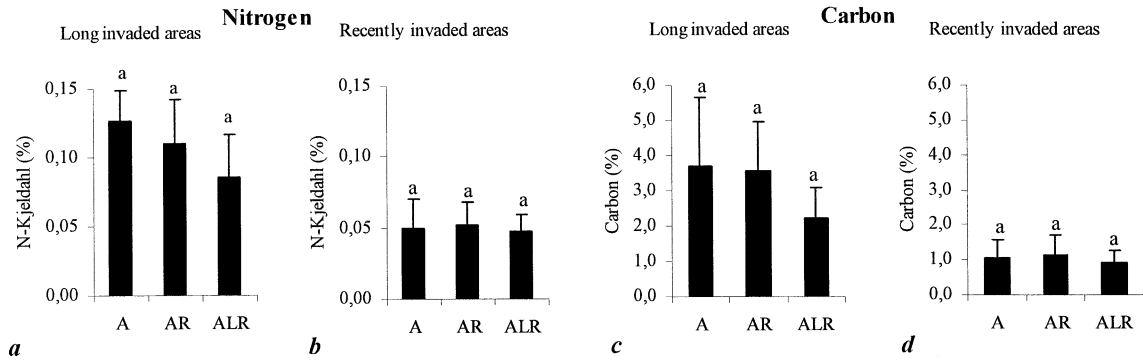 Nitrogen
Carbon
Long invaded areas
Recently invaded areas
Long invaded areas
Recently invaded areas
N-Kjeldahl (%)
0,15
0,10
0,05
0,00
a
a
a
A
AR
ALR
a
N-Kjeldahl (%)
0,15
0,10
0,05
0,00
a
a
a
A
AR
ALR
b
Carbon (%)
6,0
5,0
4,0
3,0
2,0
1,0
0,0
a
a
a
A
AR
ALR
c
Carbon (%)
6,0
5,0
4,0
3,0
2,0
1,0
0,0
a
a
a
A
AR
ALR
d